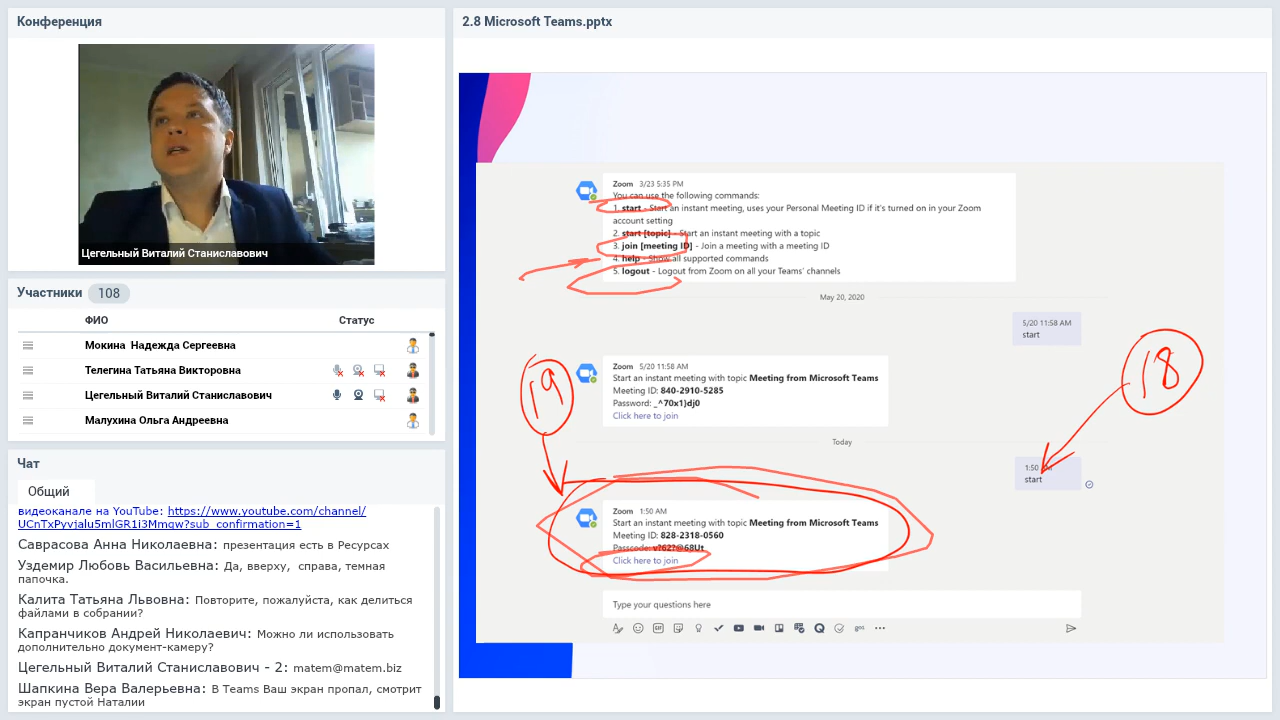 Конференция
Цегельный Виталий Станиславович
Участники 108
ФИО Статус
Мокина Надежда Сергеевна
Телегина Татьяна Викторовна
Цегельный Виталий Станиславович
Малухина Ольга Андреевна
Чат
Общий
видеоканале на YouTube: https://www.youtube.com/channel/
UCnTxPyvjalu5mlGR1i3Mmqw?sub_confirmation=1
Саврасова Анна Николаевна: презентация есть в Ресурсах
Уздемир Любовь Васильевна: Да, вверху, справа, темная
папочка.
Калита Татьяна Львовна: Повторите, пожалуйста, как делиться
файлами в собрании?
Капранчиков Андрей Николаевич: Можно ли использовать
дополнительно документ-камеру?
Цегельный Виталий Станиславович - 2: matem@matem.biz
Шапкина Вера Валерьевна: В Teams Ваш экран пропал, смотрит
экран пустой Наталии
2.8 Microsoft Teams.pptx
Zoom 3/23 5:35 PM
You can use the following commands:
1. start - Start an instant meeting, uses your Personal Meeting ID if it's turned on in your Zoom
account setting
2. start [topic] - Start an instant meeting with a topic
3. join [meeting ID] - Join a meeting with a meeting ID
4. help - Show all supported commands
5. logout - Logout from Zoom on all your Teams' channels
May 20, 2020
5/20 11:58 AM
start
Zoom 5/20 11:58 AM
Start an instant meeting with topic Meeting from Microsoft Teams
Meeting ID: 840-2910-5285
Password: _^70x1)dj0
Click here to join
19
18
Today
1:50 AM
start
Zoom 1:50 AM
Start an instant meeting with topic Meeting from Microsoft Teams
Meeting ID: 828-2318-0560
Passcode: v?62?@68Ut
Click here to join
Type your questions here
GIF